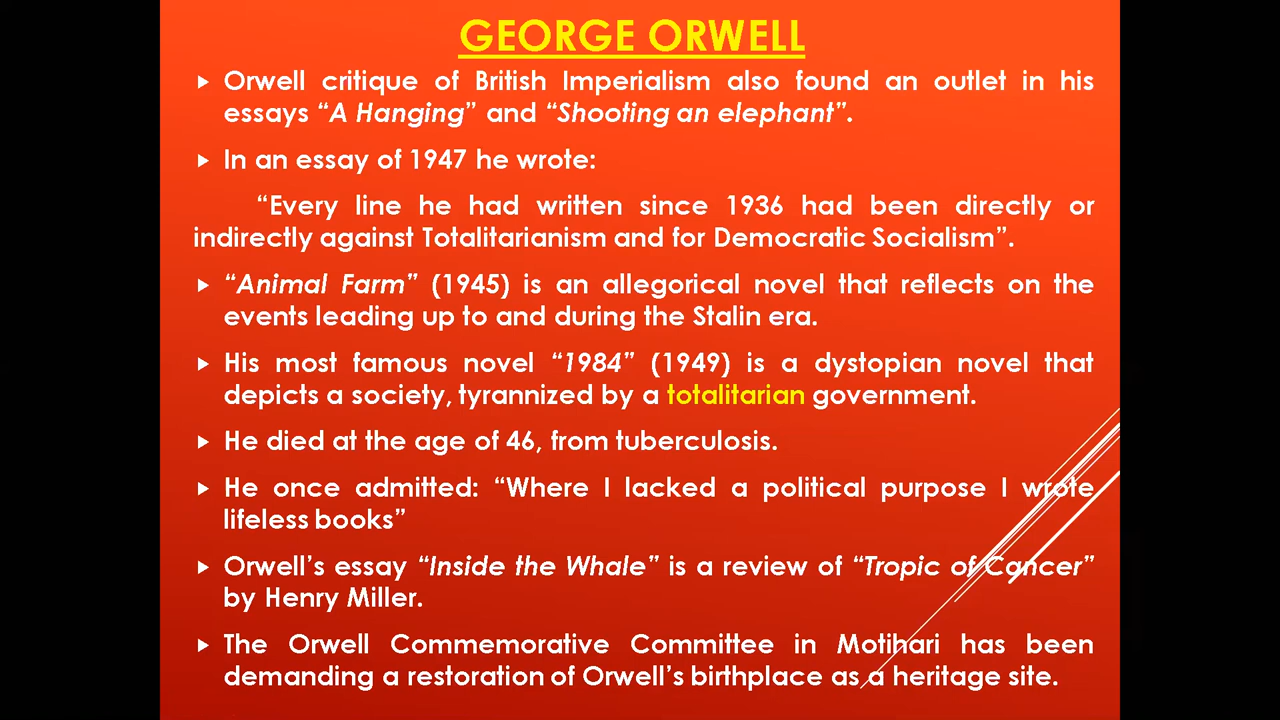 GEORGE ORWELL
Orwell critique of British Imperialism also found an outlet in his
essays “A Hanging” and “Shooting an elephant”.
In an essay of 1947 he wrote:
“Every line he had written since 1936 had been directly or
indirectly against Totalitarianism and for Democratic Socialism”.
“Animal Farm” (1945) is an allegorical novel that reflects on the
events leading up to and during the Stalin era.
His most famous novel “1984” (1949) is a dystopian novel that
depicts a society, tyrannized by a totalitarian government.
He died at the age of 46, from tuberculosis.
He once admitted: “Where I lacked a political purpose I wrote
lifeless books”
Orwell’s essay “Inside the Whale” is a review of “Tropic of Cancer”
by Henry Miller.
The Orwell Commemorative Committee in Motihari has been
demanding a restoration of Orwell’s birthplace as a heritage site.